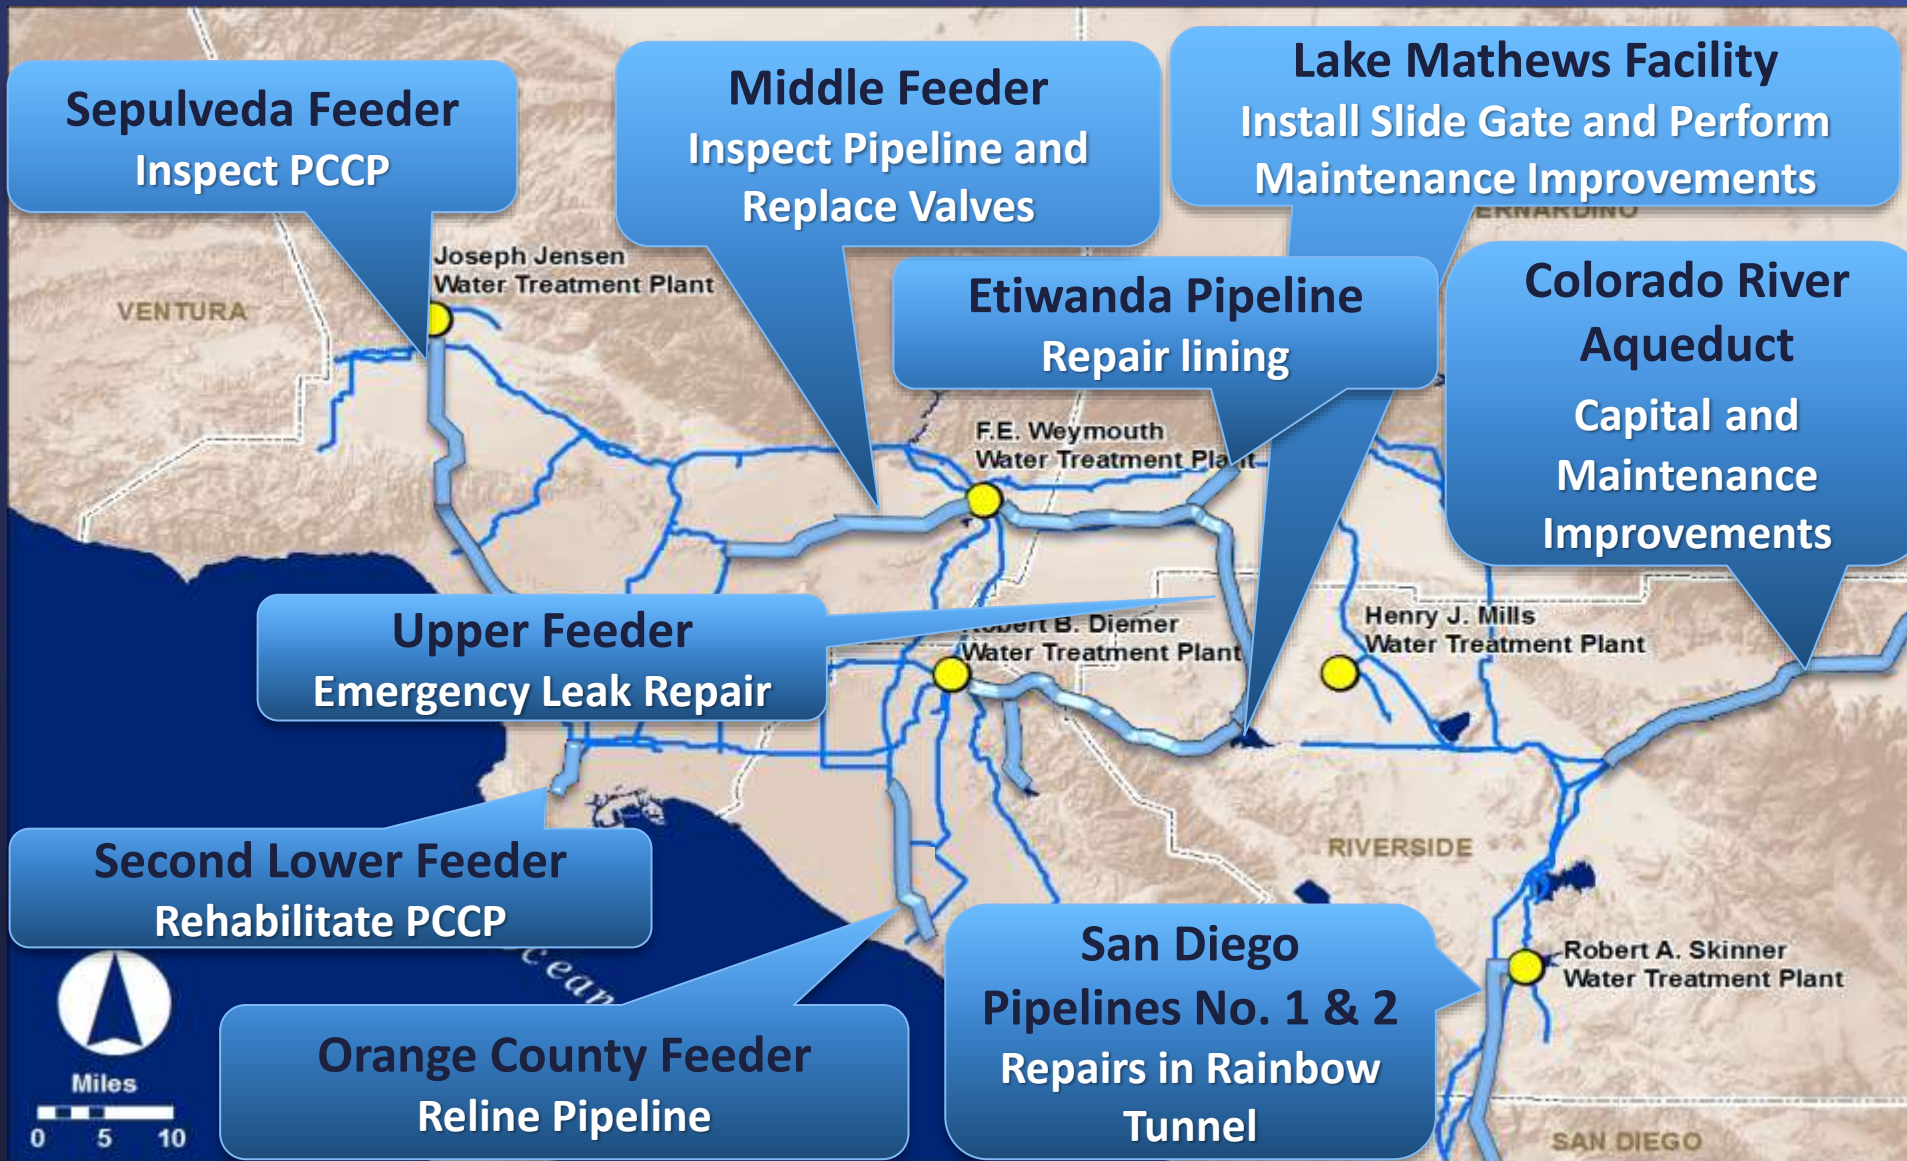 Sepulveda Feeder
Inspect PCCP
Middle Feeder
Inspect Pipeline and
Replace Valves
Lake Mathews Facility
Install Slide Gate and Perform
Maintenance Improvements
Etiwanda Pipeline
Repair lining
Colorado River
Aqueduct
Capital and
Maintenance
Improvements
Joseph Jensen
Water Treatment Plant
VENTURA
F.E. Weymouth
Water Treatment Plant
Upper Feeder
Emergency Leak Repair
B. Diemer
Water Treatment Plant
Henry J. Mills
Water Treatment Plant
Second Lower Feeder
Rehabilitate PCCP
RIVERSIDE
Orange County Feeder
Reline Pipeline
San Diego
Pipelines No. 1 & 2
Repairs in Rainbow
Tunnel
Robert A. Skinner
Water Treatment Plant
Miles
0 5 10
SAN DIEGO